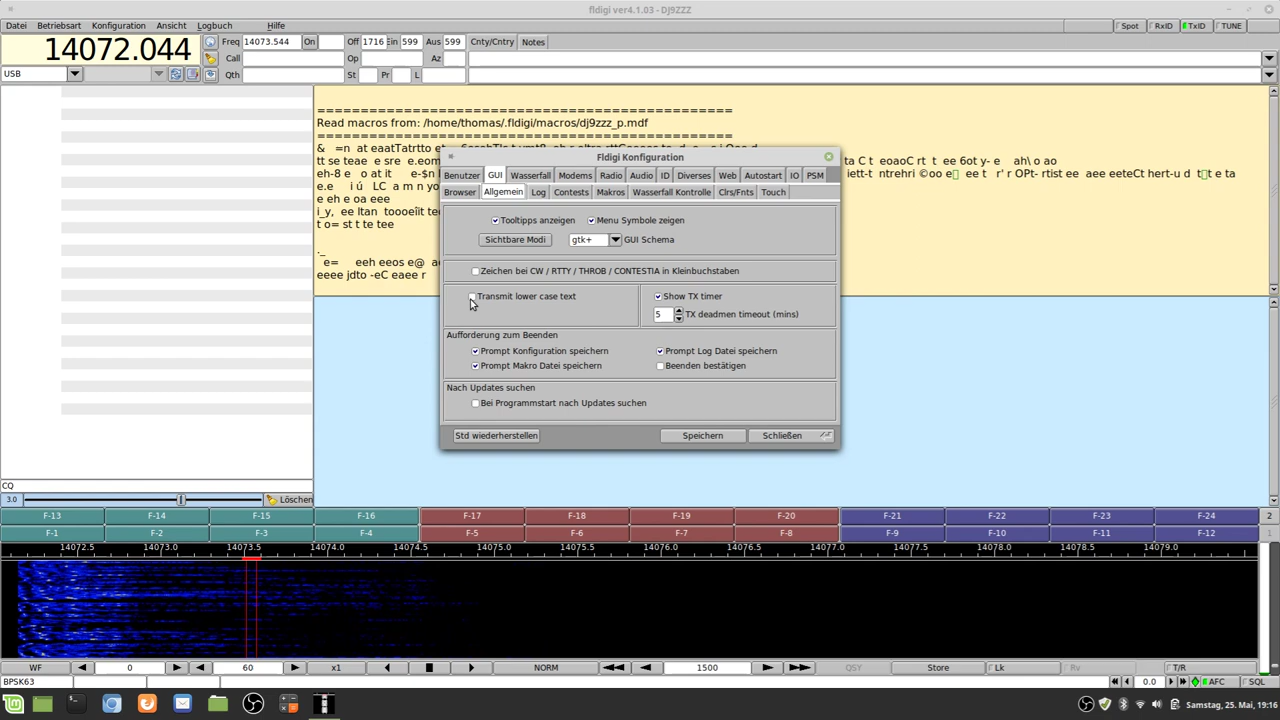 fldigi ver4.1.03 - DJ9ZZZ
Datei Betriebsart Konfiguration Ansicht Logbuch Hilfe Spot RxID TxID TUNE
14072.044
Freq 14073.544 On Off 1716 Ein 599 Aus 599 Cnty/Cntry Notes
Call Op Az
USB Qth St Pr L
================================================
Read macros from: /home/thomas/.fldigi/macros/dj9zzz_p.mdf
================================================
Fldigi Konfiguration
Benutzer GUI Wasserfall Modems Radio Audio ID Diverses Web Autostart IO PSM
Browser Allgemein Log Contests Makros Wasserfall Kontrolle Clrs/Fnts Touch
Tooltipps anzeigen Menu Symbole zeigen
Sichtbare Modi gtk+ GUI Schema
Zeichen bei CW / RTTY / THROB / CONTESTIA in Kleinbuchstaben
Transmit lower case text Show TX timer
5 TX deadmen timeout (mins)
Aufforderung zum Beenden
Prompt Konfiguration speichern Prompt Log Datei speichern
Prompt Makro Datei speichern Beenden bestätigen
Nach Updates suchen
Bei Programmstart nach Updates suchen
Std wiederherstellen Speichern Schließen
t o= st t te tee
eeee jdto -eC eaee r
CQ
3.0 Löschen
F-13 F-14 F-15 F-16 F-17 F-18 F-19 F-20 F-21 F-22 F-23 F-24 2
F-1 F-2 F-3 F-4 F-5 F-6 F-7 F-8 F-9 F-10 F-11 F-12 1
14072.5 14073.0 14073.5 14074.0 14074.5 14075.0 14075.5 14076.0 14076.5 14077.0 14077.5 14078.0 14078.5 14079.0
WF 0 60 x1 NORM 1500 QSY Store Lk Rv T/R
BPSK63 0.0 AFC SQL
Samstag, 25. Mai, 19:16